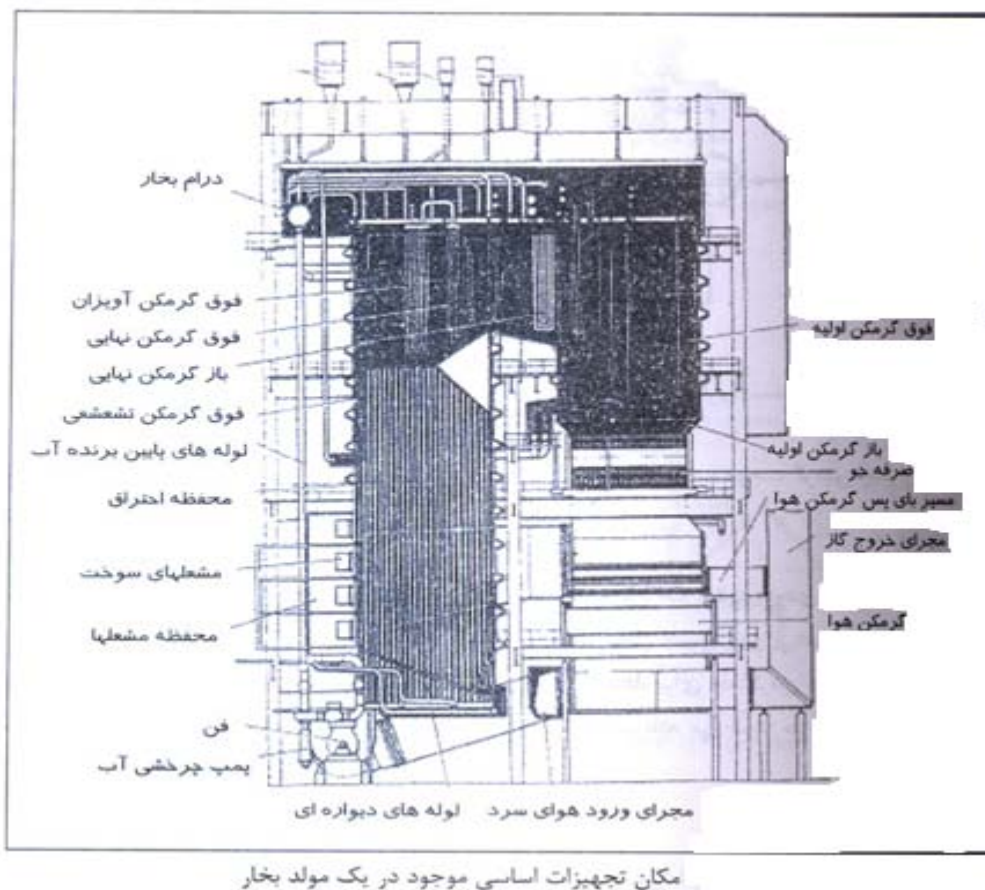 درام بخار
فوق گرمکن آویزان
فوق گرمکن نهایی
باز گرمکن نهایی
فوق گرمکن تشعشعی
لوله های پایین برنده آب
محفظه احتراق
مشعلهای سوخت
محفظه مشعلها
فن
پمپ چرخشی آب
فوق گرمکن اولیه
باز گرمکن اولیه
صرفه جو
مسیر بای پس گرمکن هوا
مجرای خروج گاز
گرمکن هوا
مجرای ورود هوای سرد
لوله های دیواره ای
مکان تجهیزات اساسی موجود در یک مولد بخار